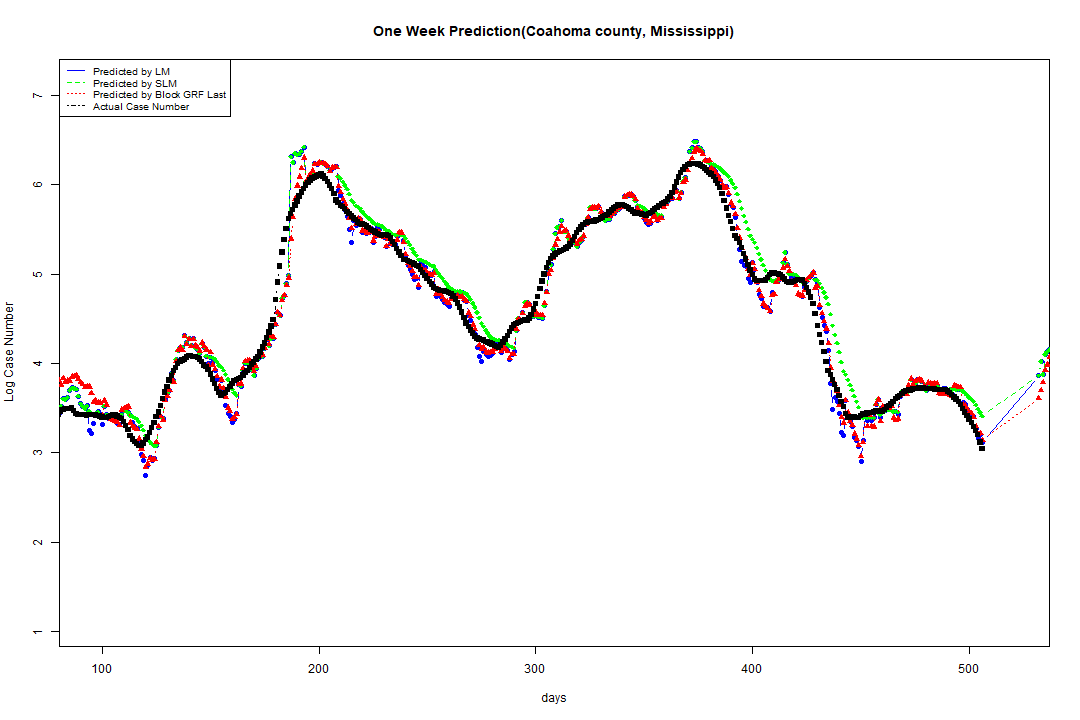 One Week Prediction(Coahoma county, Mississippi)
Predicted by LM
Predicted by SLM
Predicted by Block GRF Last
Actual Case Number
7
6
5
4
3
2
1
Log Case Number
100 200 300 400 500
days